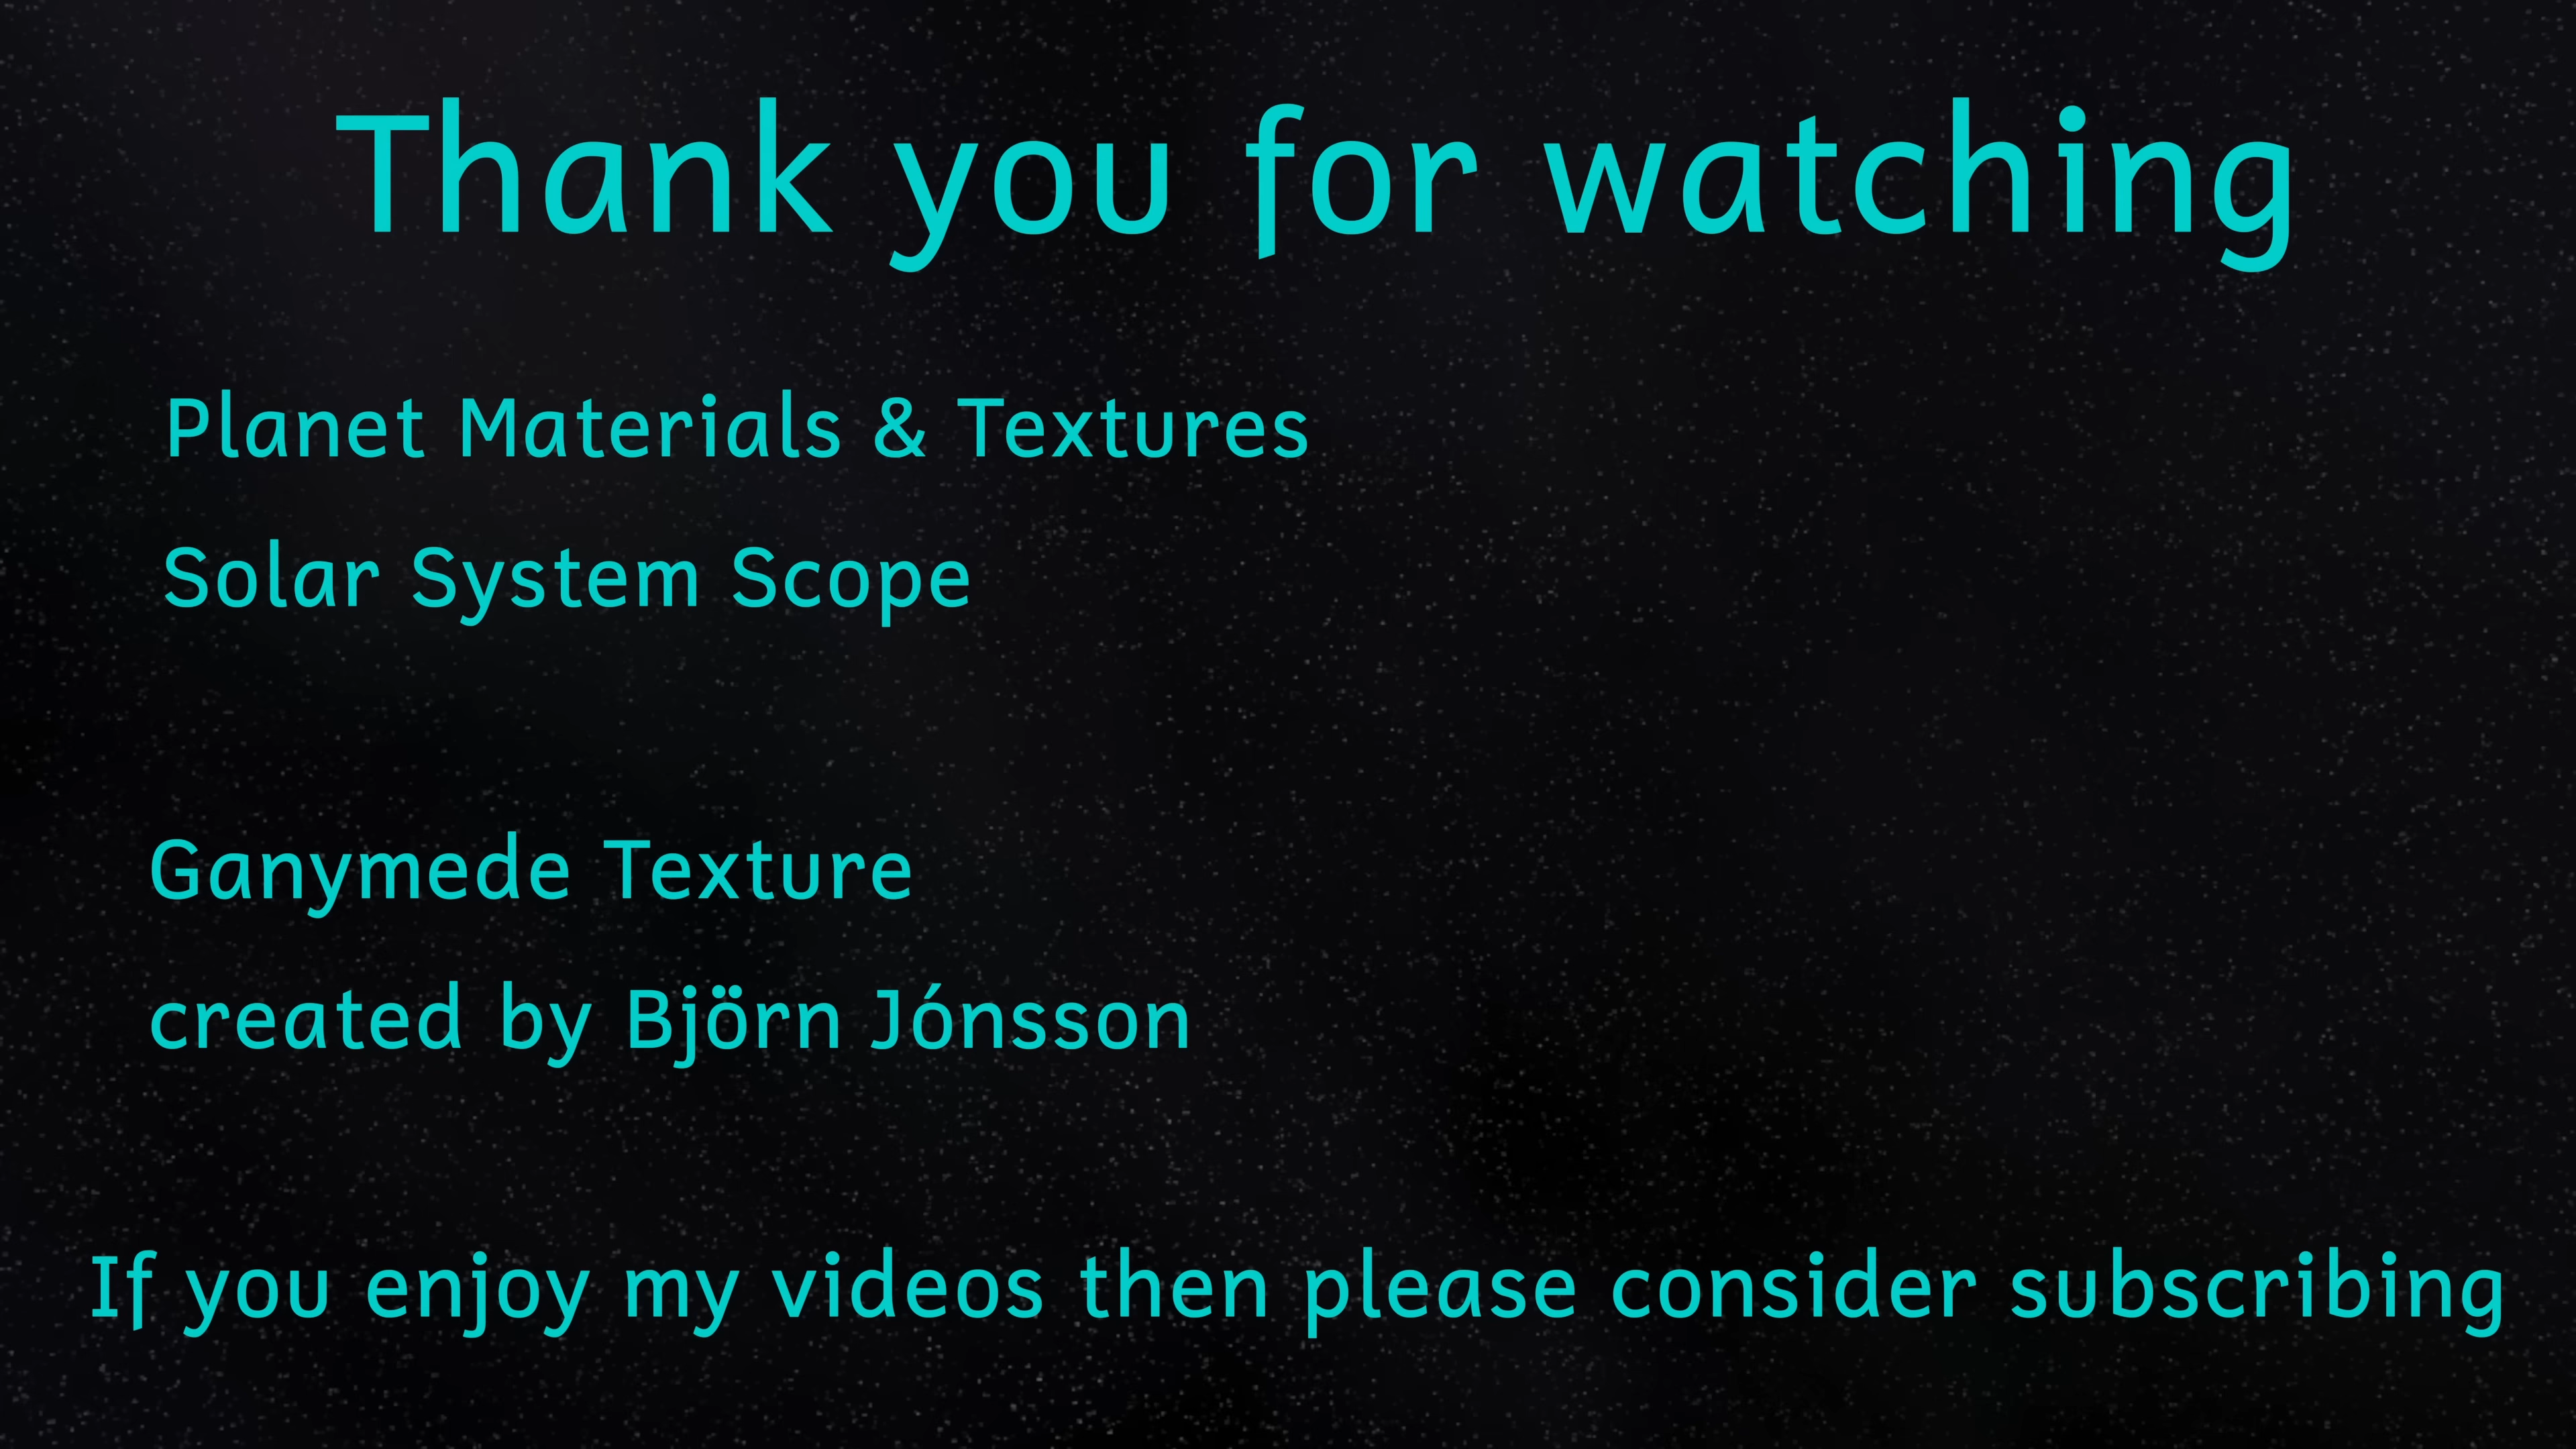 Thank you for watching
Planet Materials & Textures
Solar System Scope
Ganymede Texture
created by Björn Jónsson
If you enjoy my videos then please consider subscribing